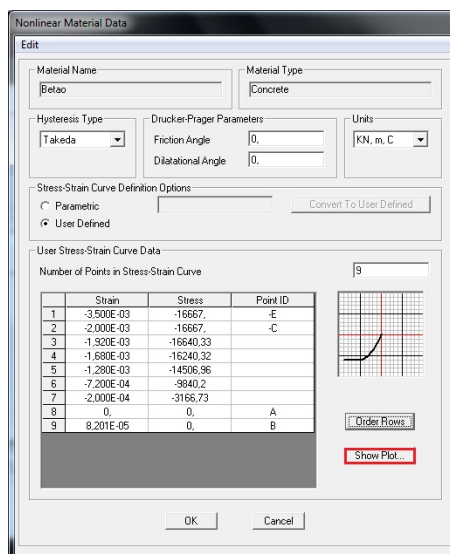 Nonlinear Material Data
Edit
Material Name
Betao
Material Type
Concrete
Hysteresis Type
Takeda
Drucker-Prager Parameters
Friction Angle 0,
Dilatational Angle 0,
Units
KN, m, C
Stress-Strain Curve Definition Options
Parametric
Convert To User Defined
User Defined
User Stress-Strain Curve Data
Number of Points in Stress-Strain Curve 9
Strain Stress Point ID
1 -3,500E-03 -16667, -E
2 -2,000E-03 -16667, -C
3 -1,920E-03 -16640,33
4 -1,680E-03 -16240,32
5 -1,280E-03 -14506,96
6 -7,200E-04 -9840,2
7 -2,000E-04 -3166,73
8 0, 0, A
9 8,201E-05 0, B
Order Rows
Show Plot...
OK Cancel